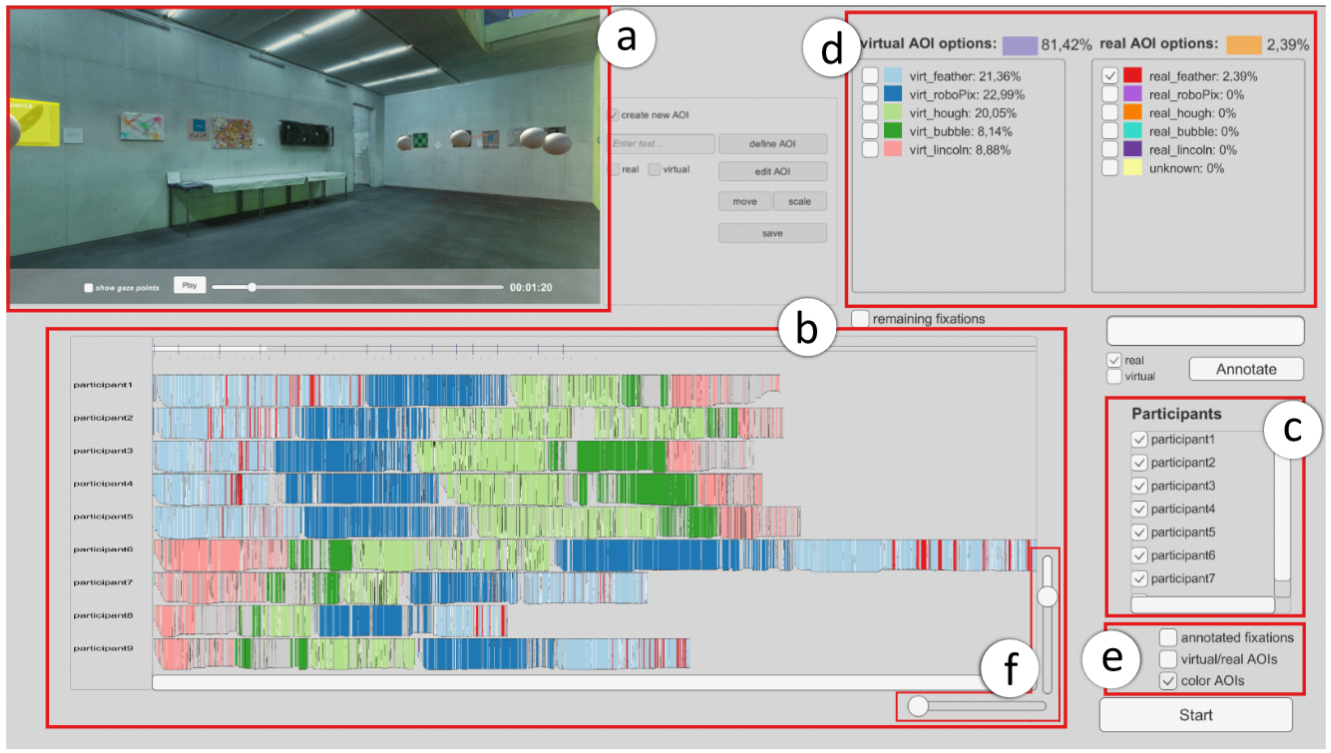 a
show gaze points
Play
00:01:20
create new AOI
Enter text...
define AOI
real
virtual
edit AOI
move
scale
save
d
virtual AOI options:
81,42%
real AOI options:
2,39%
virt_feather: 21,36%
virt_roboPix: 22,99%
virt_hough: 20,05%
virt_bubble: 8,14%
virt_lincoln: 8,88%
real_feather: 2,39%
real_roboPix: 0%
real_hough: 0%
real_bubble: 0%
real_lincoln: 0%
unknown: 0%
remaining fixations
b
participant1
participant2
participant3
participant4
participant5
participant6
participant7
participant8
participant9
f
real
virtual
Annotate
Participants
c
participant1
participant2
participant3
participant4
participant5
participant6
participant7
e
annotated fixations
virtual/real AOIs
color AOIs
Start